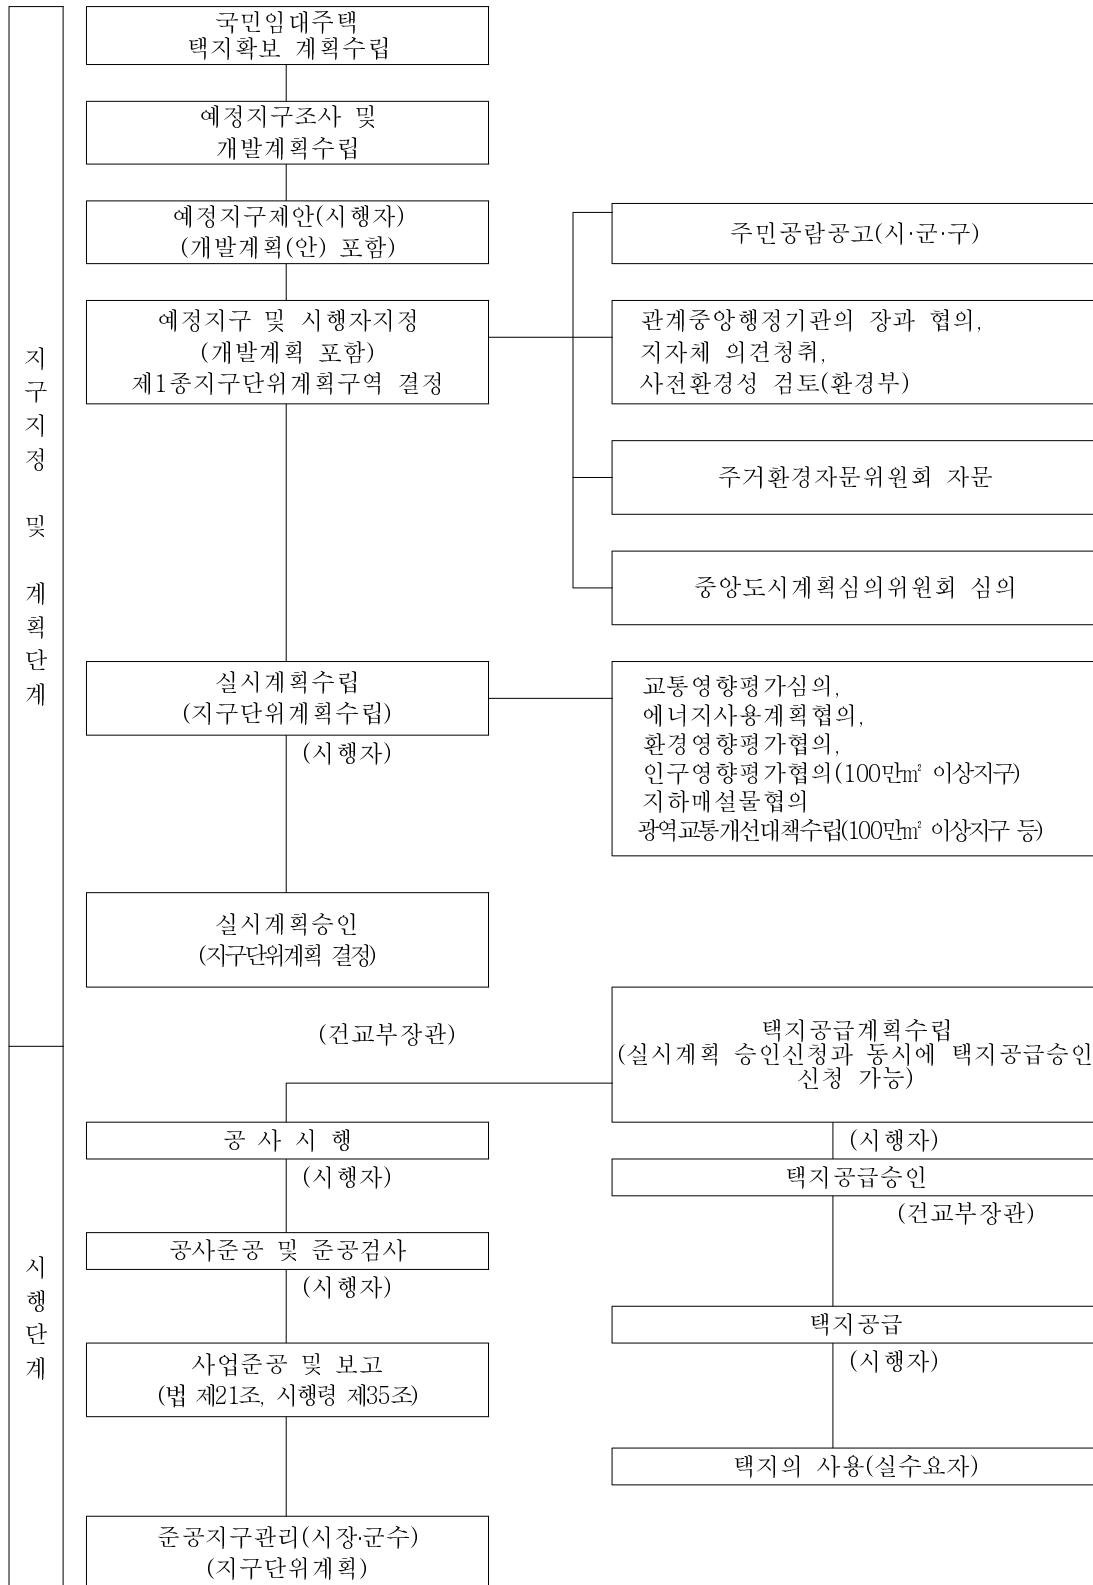 국민임대주택
택지확보 계획수립
예정지구조사 및
개발계획수립
예정지구제안(시행자)
(개발계획(안) 포함)
주민공람공고(시·군·구)
예정지구 및 시행자지정
(개발계획 포함)
제1종지구단위계획구역 결정
관계중앙행정기관의 장과 협의,
지자체 의견청취,
사전환경성 검토(환경부)
지구지정 및 계획단계
주거환경자문위원회 자문
중앙도시계획심의위원회 심의
실시계획수립
(지구단위계획수립)
(시행자)
교통영향평가심의,
에너지사용계획협의,
환경영향평가협의,
인구영향평가협의(100만㎡ 이상지구)
지하매설물협의
광역교통개선대책수립(100만㎡ 이상지구 등)
실시계획승인
(지구단위계획 결정)
(건교부장관)
택지공급계획수립
(실시계획 승인신청과 동시에 택지공급승인
신청 가능)
(시행자)
공 사 시 행
(시행자)
택지공급승인
(건교부장관)
공사준공 및 준공검사
(시행자)
시행단계
택지공급
(시행자)
사업준공 및 보고
(법 제21조, 시행령 제35조)
택지의 사용(실수요자)
준공지구관리(시장·군수)
(지구단위계획)